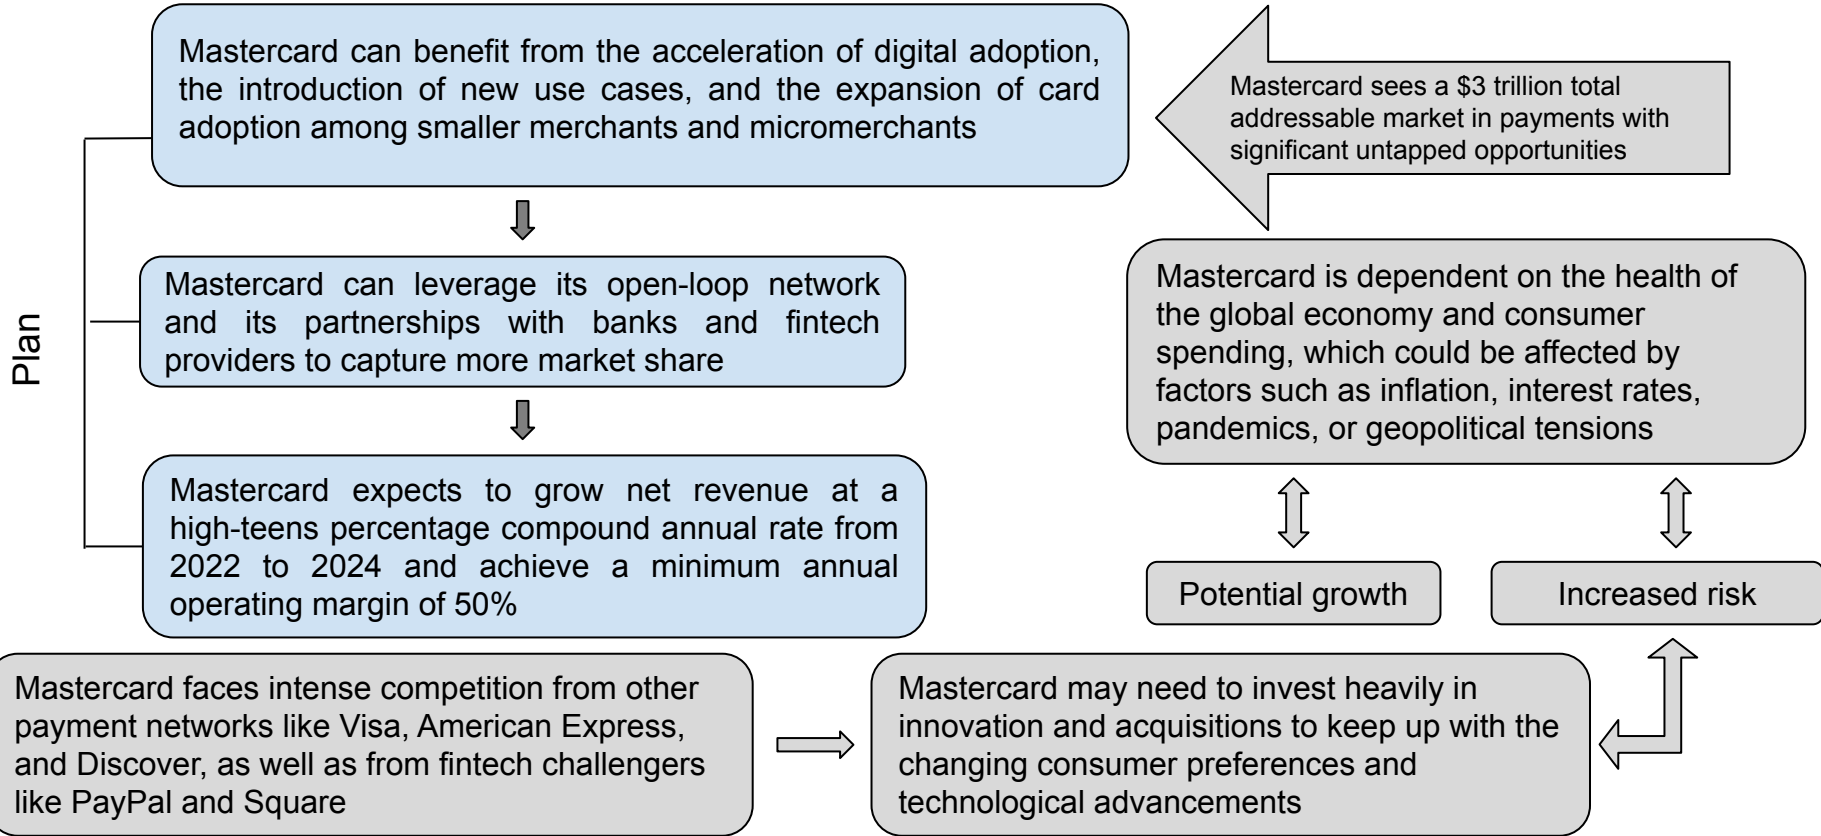 Mastercard can benefit from the acceleration of digital adoption,
the introduction of new use cases, and the expansion of card
adoption among smaller merchants and micromerchants
Mastercard sees a $3 trillion total
addressable market in payments with
significant untapped opportunities
Plan
Mastercard can leverage its open-loop network
and its partnerships with banks and fintech
providers to capture more market share
Mastercard is dependent on the health of
the global economy and consumer
spending, which could be affected by
factors such as inflation, interest rates,
pandemics, or geopolitical tensions
Mastercard expects to grow net revenue at a
high-teens percentage compound annual rate from
2022 to 2024 and achieve a minimum annual
operating margin of 50%
Potential growth
Increased risk
Mastercard faces intense competition from other
payment networks like Visa, American Express,
and Discover, as well as from fintech challengers
like PayPal and Square
Mastercard may need to invest heavily in
innovation and acquisitions to keep up with the
changing consumer preferences and
technological advancements